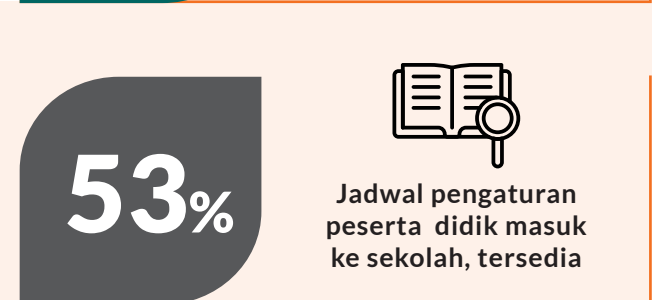 53%
Jadwal pengaturan
peserta didik masuk
ke sekolah, tersedia